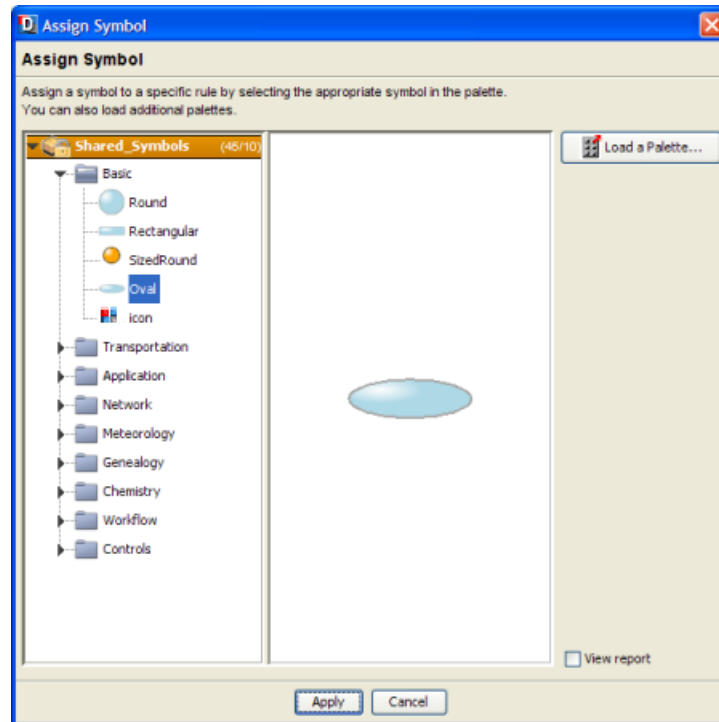 Assign Symbol
Assign Symbol
Assign a symbol to a specific rule by selecting the appropriate symbol in the palette.
You can also load additional palettes.
Shared_Symbols (46/10)
Load a Palette...
Basic
Round
Rectangular
SizedRound
Oval
icon
Transportation
Application
Network
Meteorology
Genealogy
Chemistry
Workflow
Controls
View report
Apply Cancel